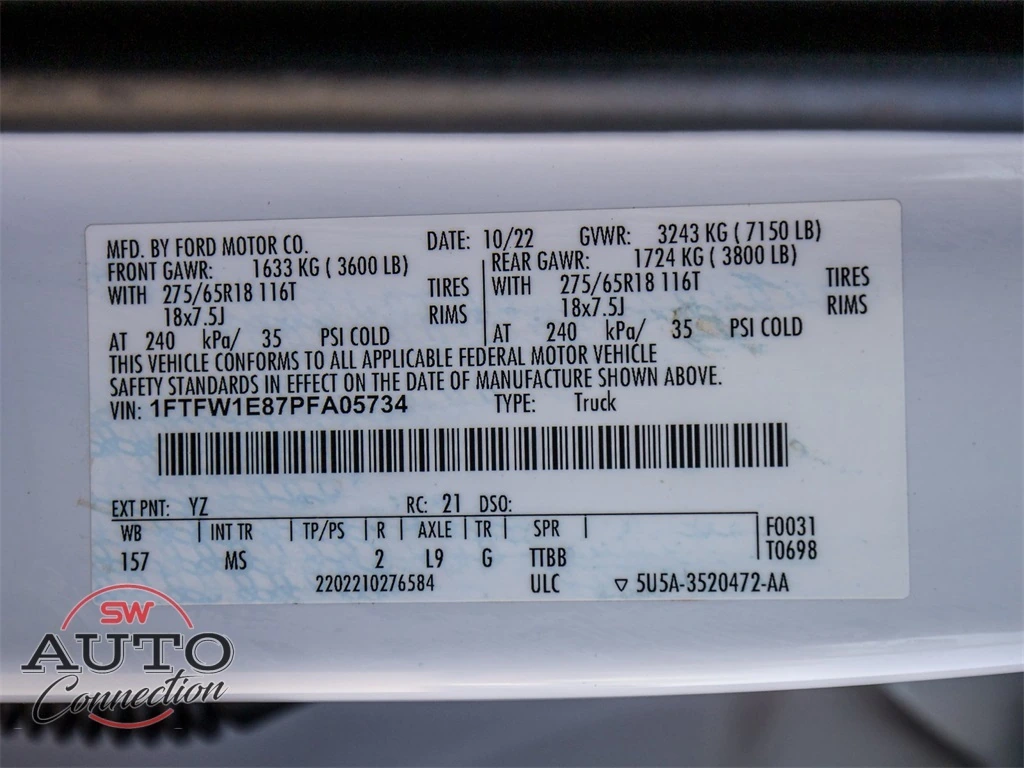 MFD. BY FORD MOTOR CO. DATE: 10/22 GVWR: 3243 KG ( 7150 LB)
FRONT GAWR: 1633 KG ( 3600 LB) REAR GAWR: 1724 KG ( 3800 LB)
WITH 275/65R18 116T TIRES WITH 275/65R18 116T TIRES
18x7.5J RIMS 18x7.5J RIMS
AT 240 kPa/ 35 PSI COLD AT 240 kPa/ 35 PSI COLD
THIS VEHICLE CONFORMS TO ALL APPLICABLE FEDERAL MOTOR VEHICLE
SAFETY STANDARDS IN EFFECT ON THE DATE OF MANUFACTURE SHOWN ABOVE.
VIN: 1FTFW1E87PFA05734 TYPE: Truck
EXT PNT: YZ RC: 21 DSO:
WB INT TR TP/PS R AXLE TR SPR F0031
157 MS 2 L9 G TTBB T0698
2202210276584 ULC ▽ 5U5A-3520472-AA
SW
AUTO
Connection